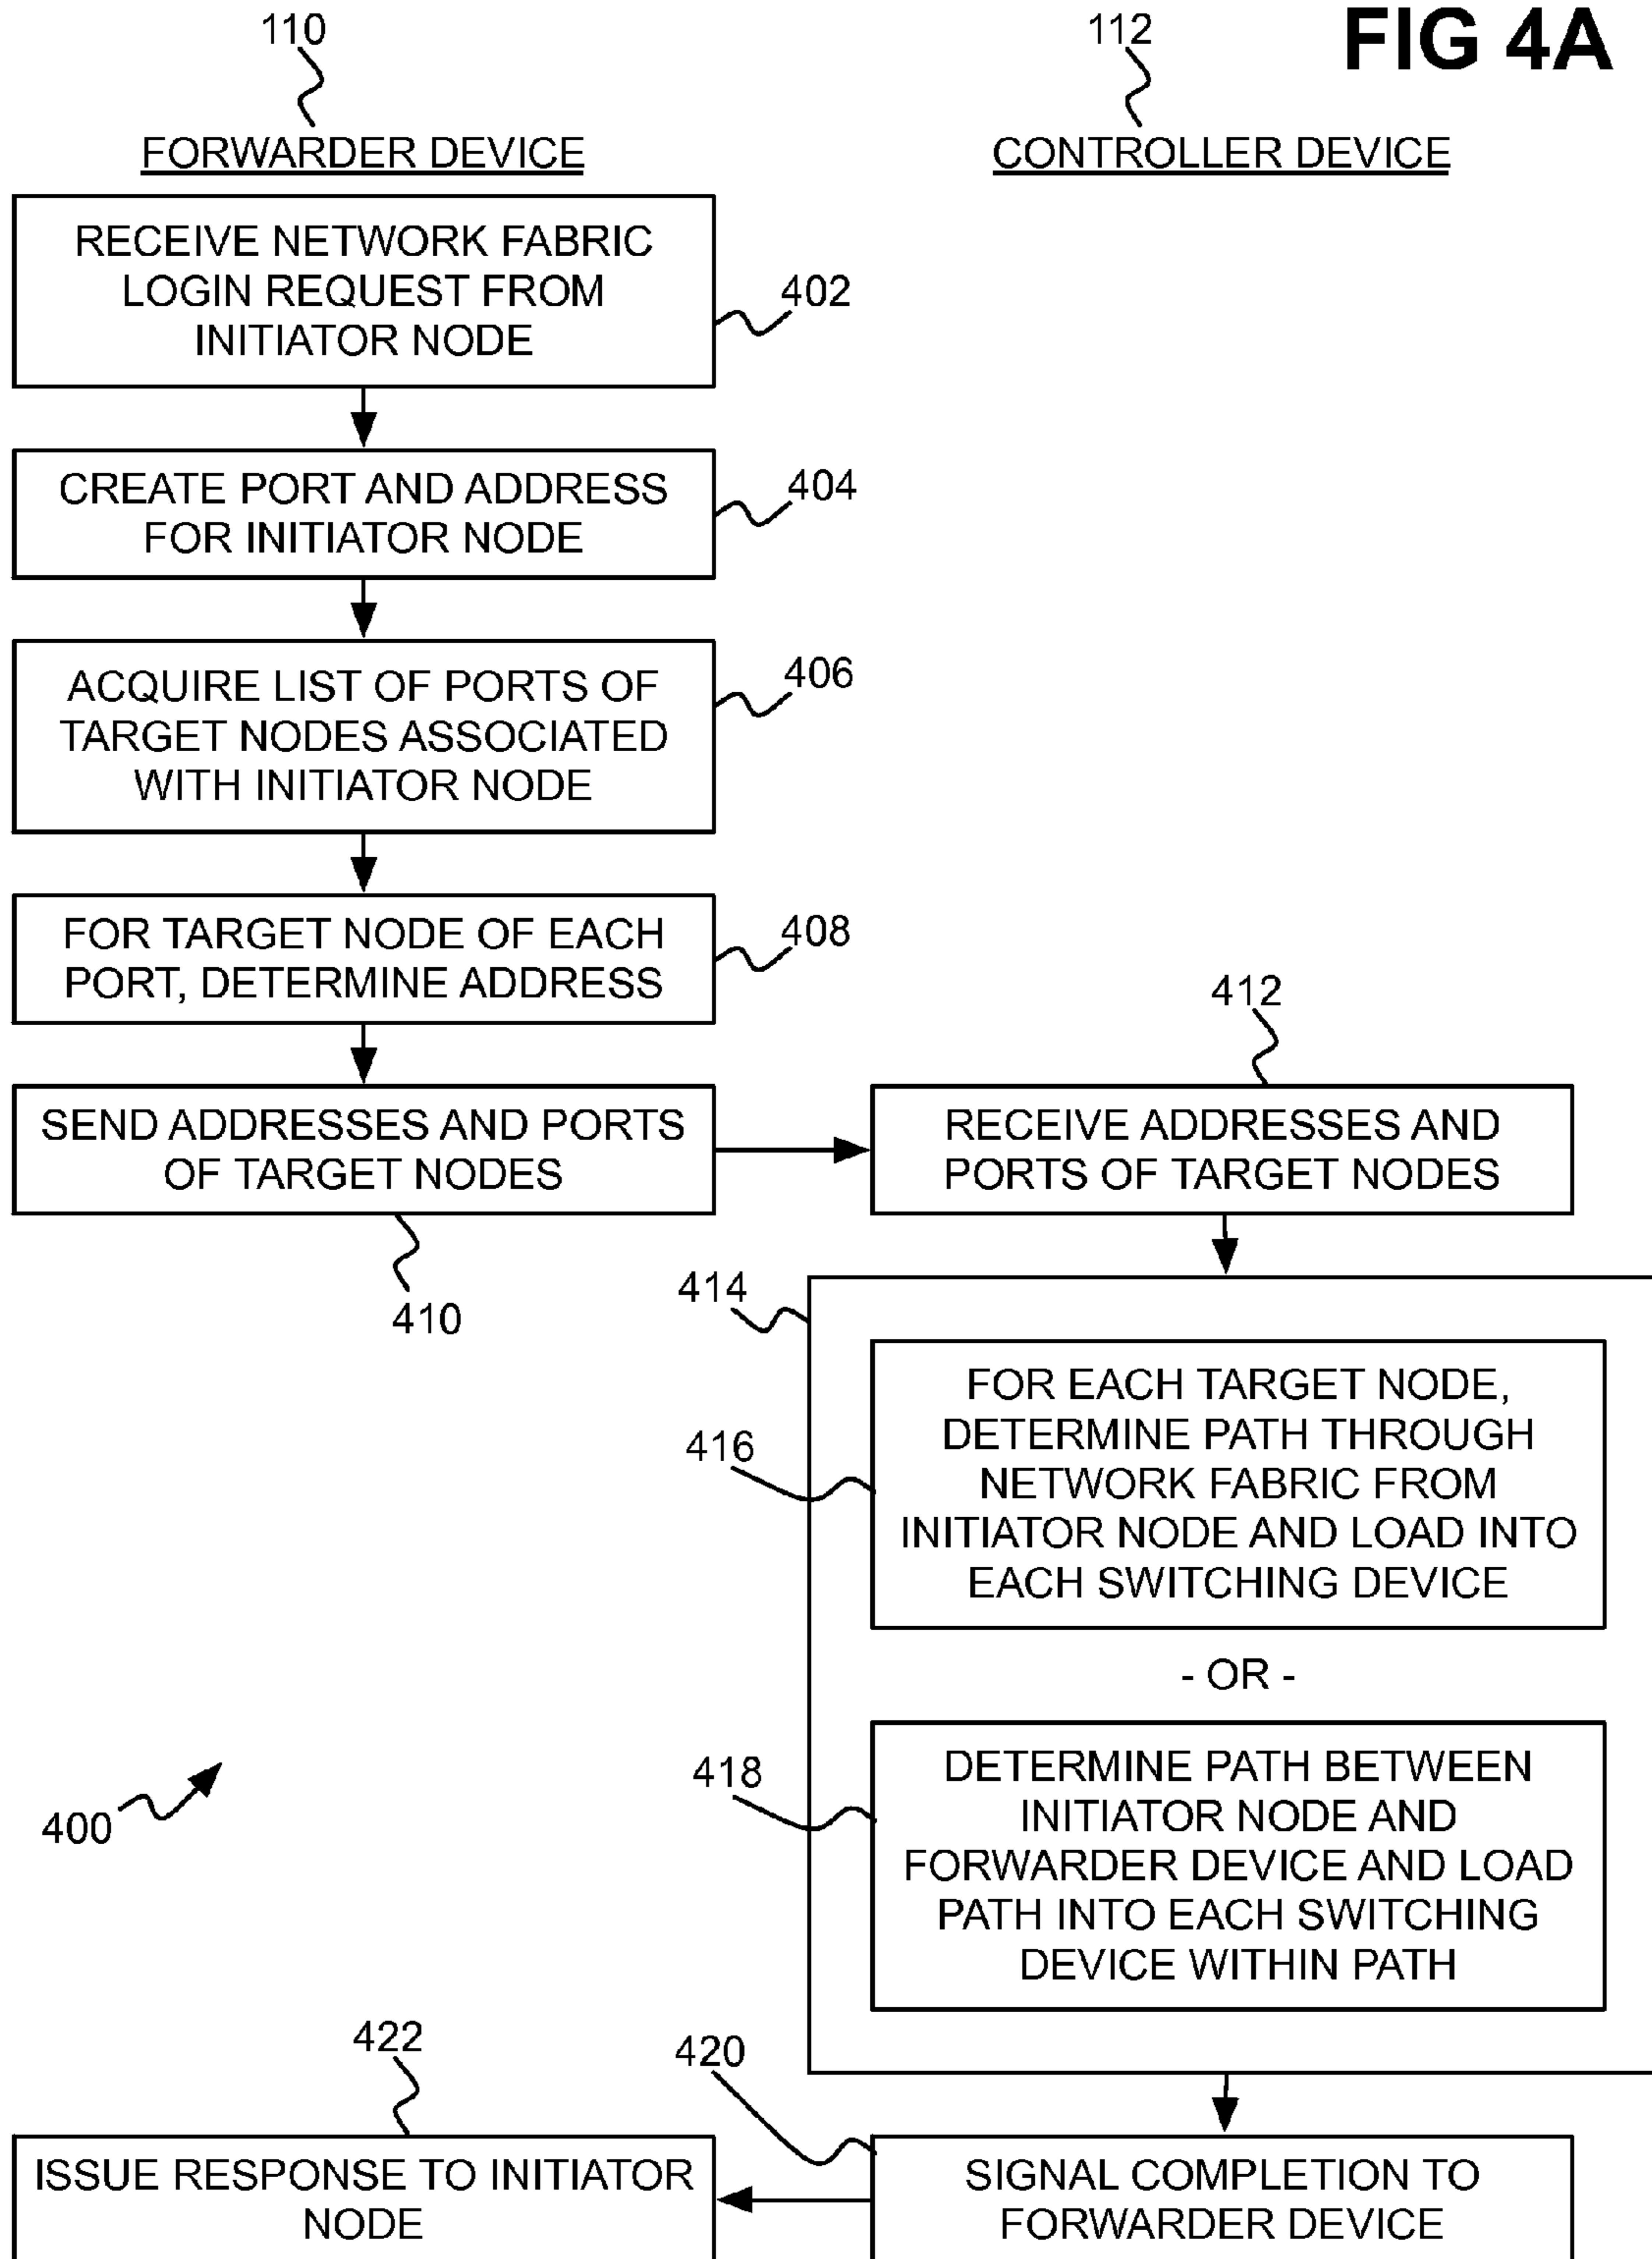 FIG 4A
110
112
FORWARDER DEVICE
CONTROLLER DEVICE
RECEIVE NETWORK FABRIC
LOGIN REQUEST FROM
INITIATOR NODE
402
CREATE PORT AND ADDRESS
FOR INITIATOR NODE
404
ACQUIRE LIST OF PORTS OF
TARGET NODES ASSOCIATED
WITH INITIATOR NODE
406
FOR TARGET NODE OF EACH
PORT, DETERMINE ADDRESS
408
SEND ADDRESSES AND PORTS
OF TARGET NODES
410
412
RECEIVE ADDRESSES AND
PORTS OF TARGET NODES
414
416
FOR EACH TARGET NODE,
DETERMINE PATH THROUGH
NETWORK FABRIC FROM
INITIATOR NODE AND LOAD INTO
EACH SWITCHING DEVICE
- OR -
418
DETERMINE PATH BETWEEN
INITIATOR NODE AND
FORWARDER DEVICE AND LOAD
PATH INTO EACH SWITCHING
DEVICE WITHIN PATH
400
420
SIGNAL COMPLETION TO
FORWARDER DEVICE
422
ISSUE RESPONSE TO INITIATOR
NODE